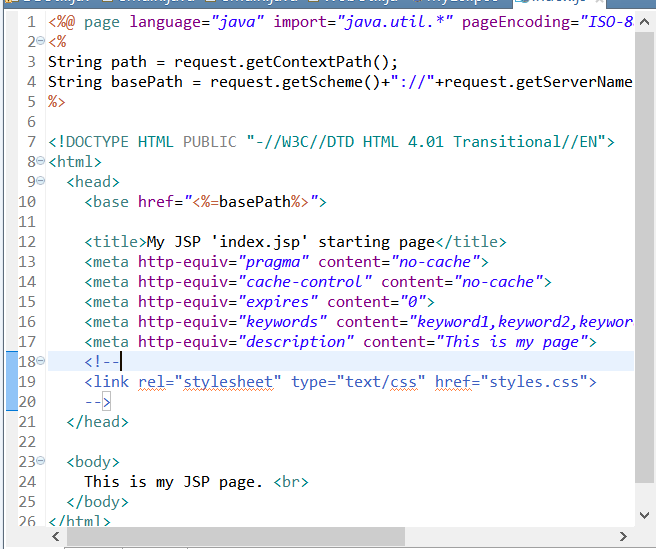 index.js
1 <%@ page language="java" import="java.util.*" pageEncoding="ISO-8
2 <%
3 String path = request.getContextPath();
4 String basePath = request.getScheme()+"://"+request.getServerName
5 %>
6
7 <!DOCTYPE HTML PUBLIC "-//W3C//DTD HTML 4.01 Transitional//EN">
8 <html>
9   <head>
10     <base href="<%=basePath%>">
11
12     <title>My JSP 'index.jsp' starting page</title>
13     <meta http-equiv="pragma" content="no-cache">
14     <meta http-equiv="cache-control" content="no-cache">
15     <meta http-equiv="expires" content="0">
16     <meta http-equiv="keywords" content="keyword1,keyword2,keywor
17     <meta http-equiv="description" content="This is my page">
18     <!--
19     <link rel="stylesheet" type="text/css" href="styles.css">
20     -->
21   </head>
22
23   <body>
24     This is my JSP page. <br>
25   </body>
26 </html>